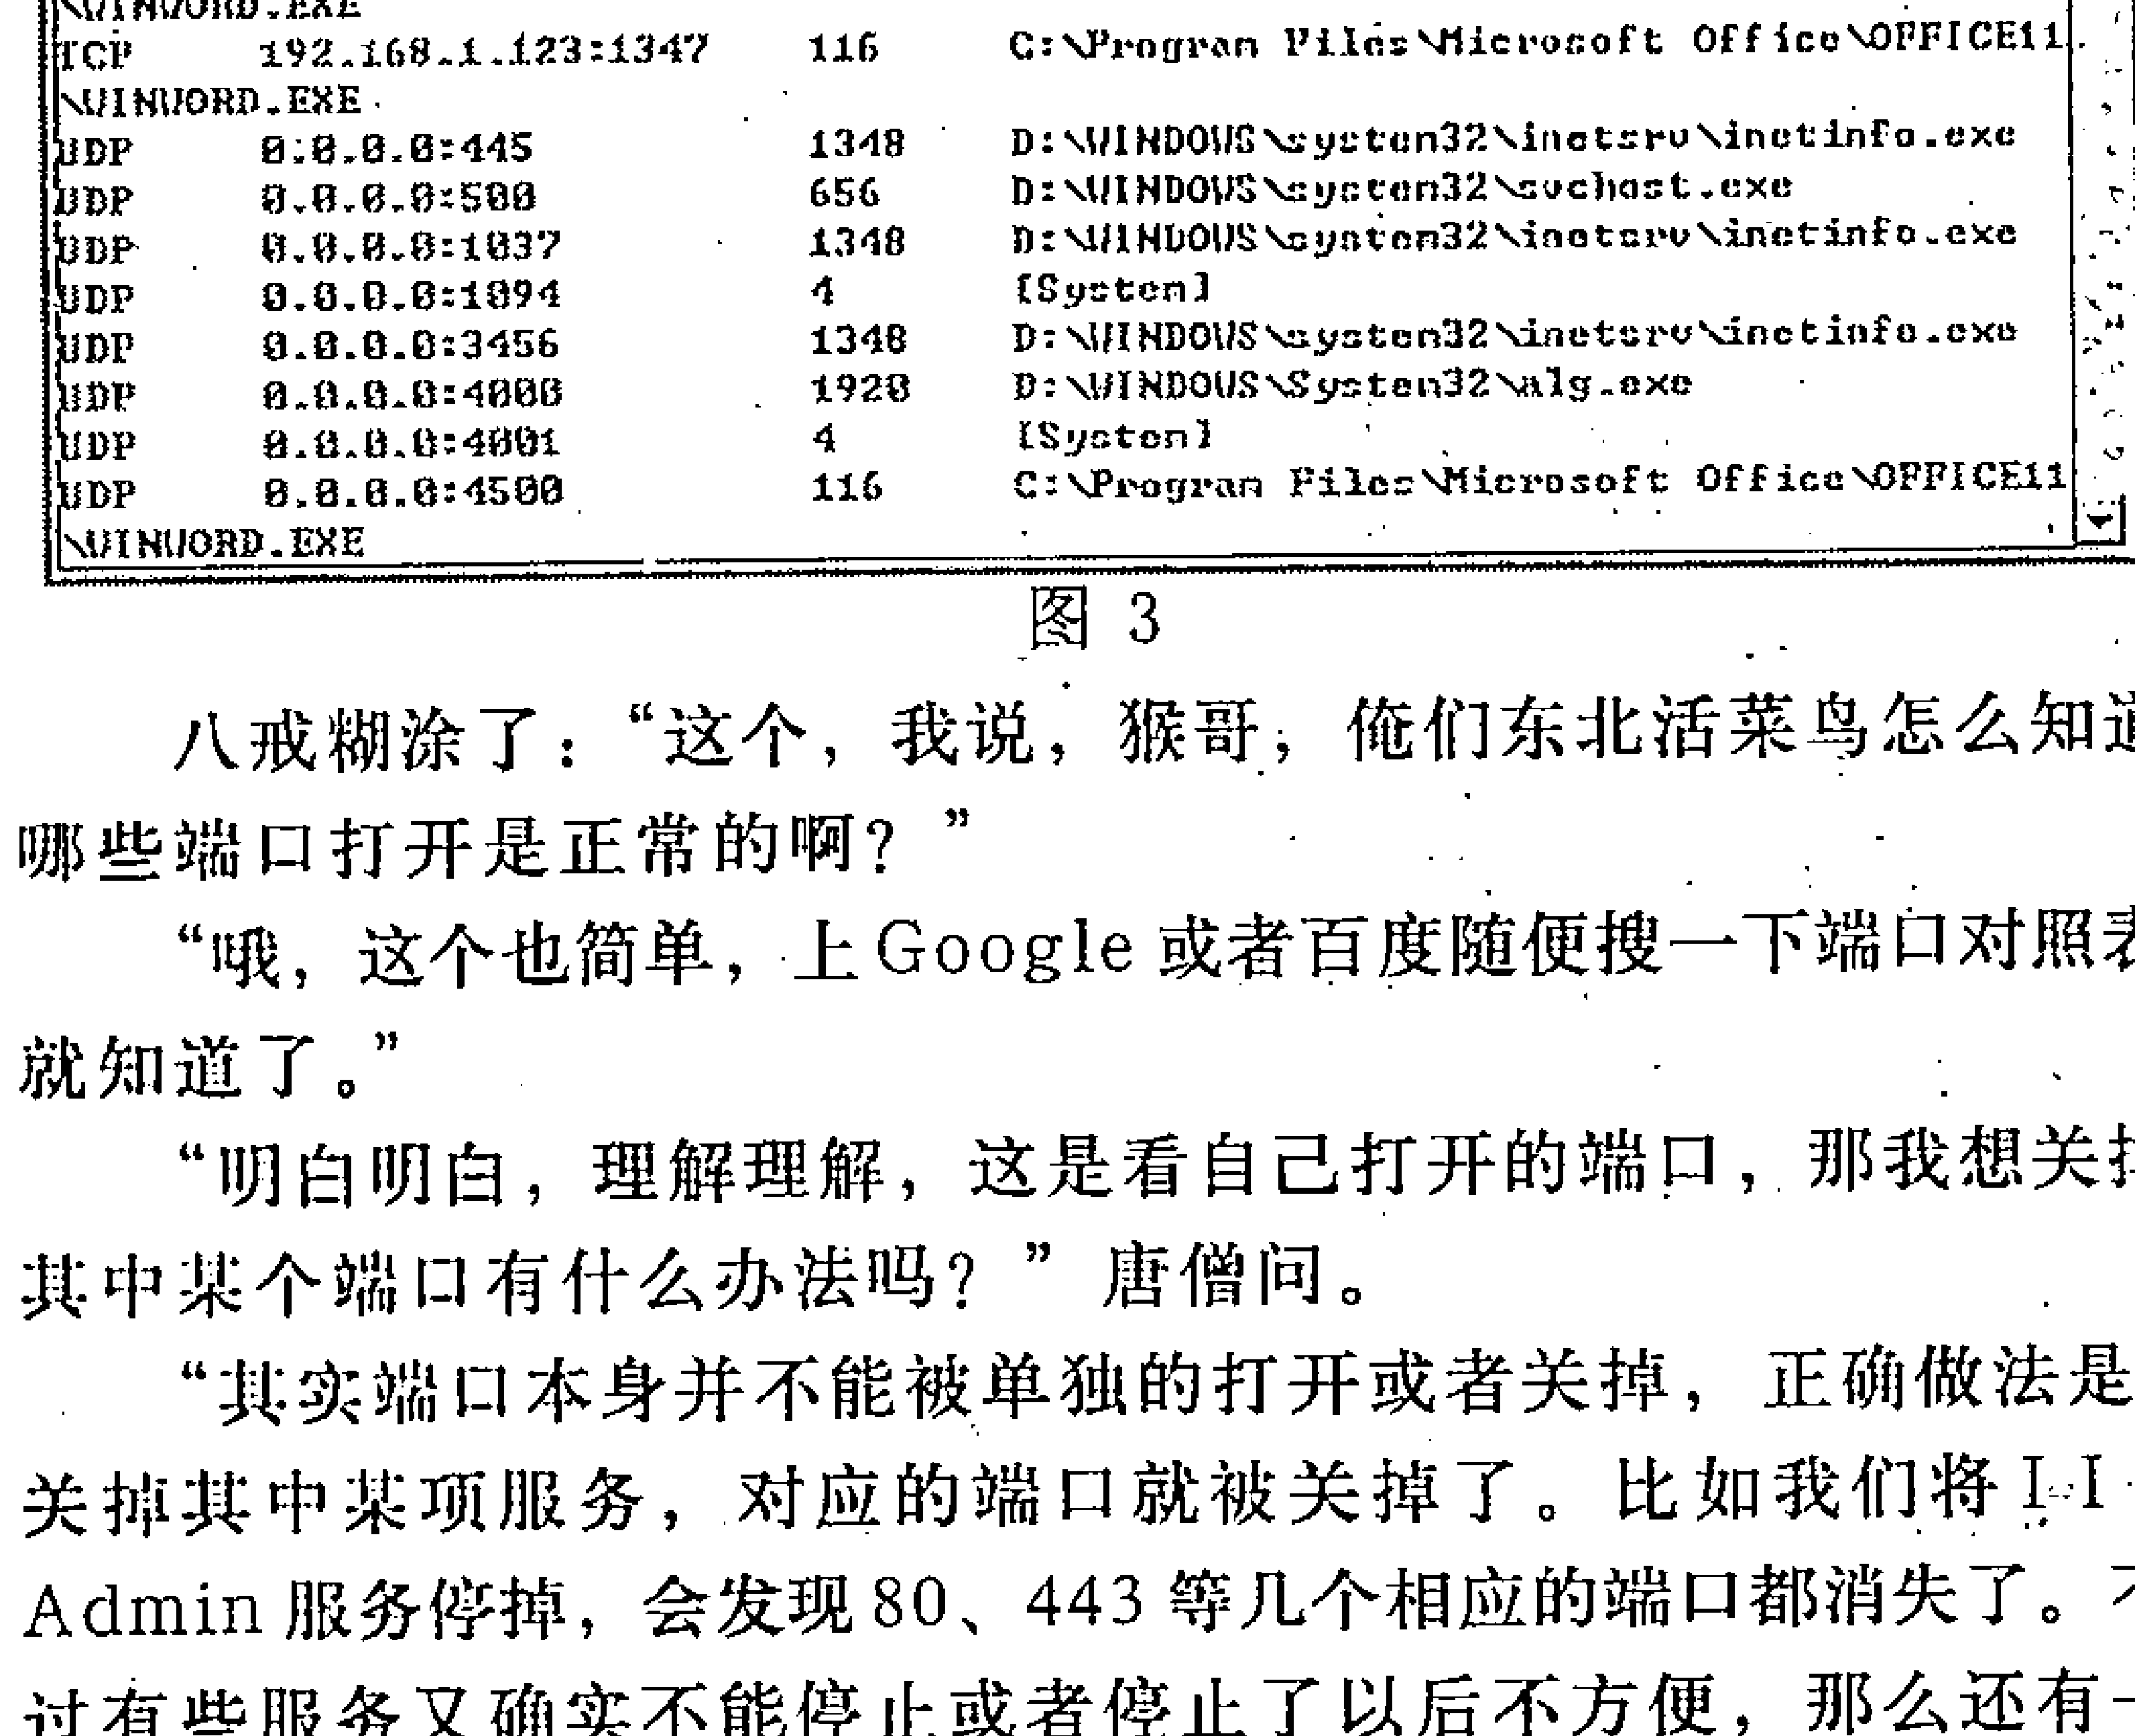 \WINWORD.EXE
TCP 192.168.1.123:1347 116 C:\Program Files\Microsoft Office\OFFICE11
\WINWORD.EXE
UDP 0.0.0.0:445 1348 D:\WINDOWS\system32\inetsrv\inetinfo.exe
UDP 0.0.0.0:500 656 D:\WINDOWS\system32\svchost.exe
UDP 0.0.0.0:1037 1348 D:\WINDOWS\system32\inetsrv\inetinfo.exe
UDP 0.0.0.0:1094 4 [System]
UDP 0.0.0.0:3456 1348 D:\WINDOWS\system32\inetsrv\inetinfo.exe
UDP 0.0.0.0:4000 1920 D:\WINDOWS\System32\alg.exe
UDP 0.0.0.0:4001 4 [System]
UDP 0.0.0.0:4500 116 C:\Program Files\Microsoft Office\OFFICE11
\WINWORD.EXE
图 3
八戒糊涂了：“这个，我说，猴哥，俺们东北活菜鸟怎么知道
哪些端口打开是正常的啊？”
“哦，这个也简单，上Google或者百度随便搜一下端口对照表
就知道了。”
“明白明白，理解理解，这是看自己打开的端口，那我想关掉
其中某个端口有什么办法吗？”唐僧问。
“其实端口本身并不能被单独的打开或者关掉，正确做法是
关掉其中某项服务，对应的端口就被关掉了。比如我们将II
Admin服务停掉，会发现80、443等几个相应的端口都消失了。不
过有些服务又确实不能停止或者停止了以后不方便，那么还有一